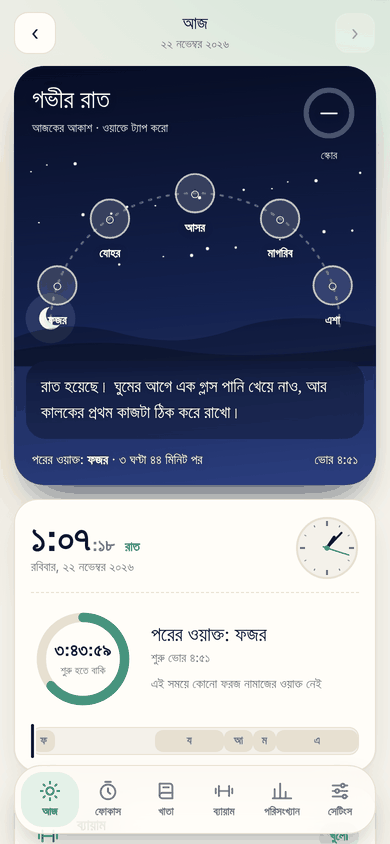 ‹ আজ ›
২২ নভেম্বর ২০২৬
গভীর রাত
আজকের আকাশ · ওয়াক্তে ট্যাপ করো
—
স্কোর
আসর
যোহর
মাগরিব
ফজর
এশা
রাত হয়েছে। ঘুমের আগে এক গ্লাস পানি খেয়ে নাও, আর
কালকের প্রথম কাজটা ঠিক করে রাখো।
পরের ওয়াক্ত: ফজর · ৩ ঘণ্টা ৪৪ মিনিট পর ভোর ৪:৫১
১:০৭:১৮ রাত
রবিবার, ২২ নভেম্বর ২০২৬
৩:৪৩:৫৯
শুরু হতে বাকি
পরের ওয়াক্ত: ফজর
শুরু ভোর ৪:৫১
এই সময়ে কোনো ফরজ নামাজের ওয়াক্ত নেই
ফ য আ ম এ
আজ ফোকাস খাতা ব্যায়াম পরিসংখ্যান সেটিংস
ব্যায়াম
খুলো